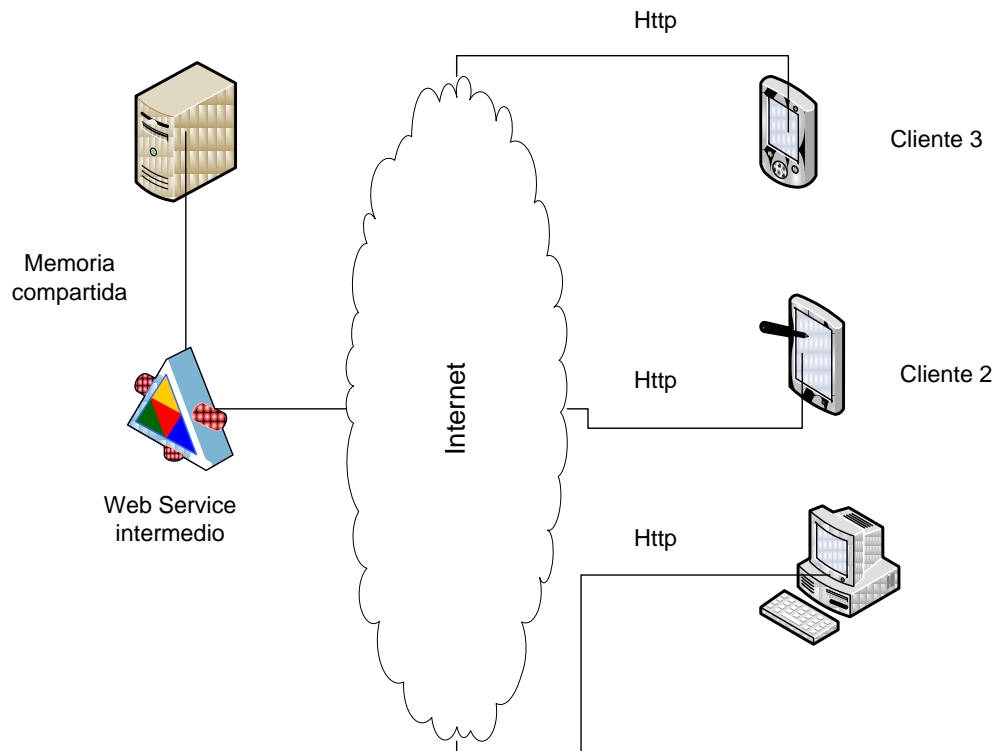 Http
Cliente 3
Memoria
compartida
Internet
Http
Cliente 2
Web Service
intermedio
Http